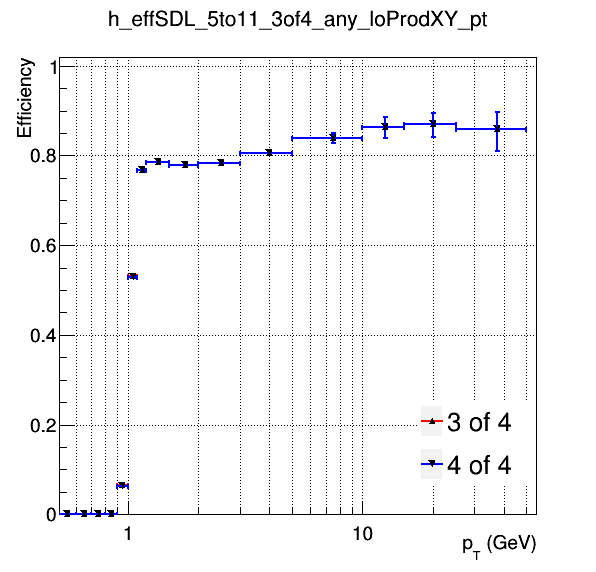 h_effSDL_5to11_3of4_any_loProdXY_pt
Efficiency
1
0.8
0.6
0.4
0.2
0
3 of 4
4 of 4
1
10
p_T (GeV)